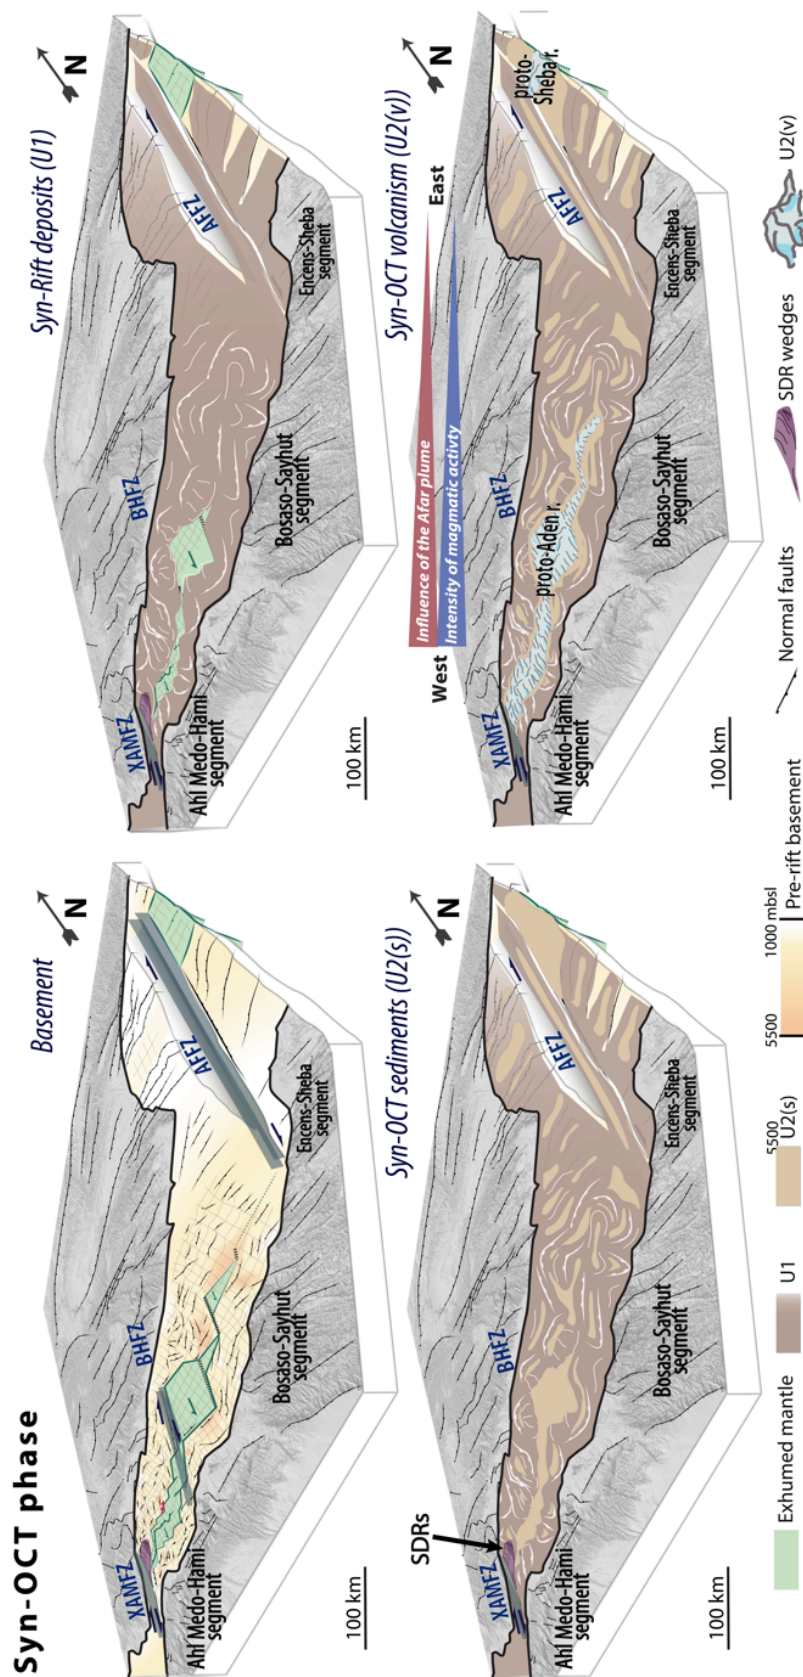 Syn-OCT phase
Basement
N
XAMFZ
BHFZ
AFFZ
Ahl Medo-Hami
segment
Bosaso-Sayhut
segment
Encens-Sheba
segment
100 km
Syn-Rift deposits (U1)
N
XAMFZ
BHFZ
AFFZ
Ahl Medo-Hami
segment
Bosaso-Sayhut
segment
Encens-Sheba
segment
100 km
Syn-OCT sediments (U2(s))
N
SDRs
XAMFZ
BHFZ
AFFZ
Ahl Medo-Hami
segment
Bosaso-Sayhut
segment
Encens-Sheba
segment
100 km
Syn-OCT volcanism (U2(v))
N
West
East
Influence of the Afar plume
Intensity of magmatic activty
XAMFZ
BHFZ
AFFZ
proto-Aden r.
proto-
Sheba r.
Ahl Medo-Hami
segment
Bosaso-Sayhut
segment
Encens-Sheba
segment
100 km
Exhumed mantle
U1
5500
U2(s)
5500
1000 mbsl
Pre-rift basement
Normal faults
SDR wedges
U2(v)